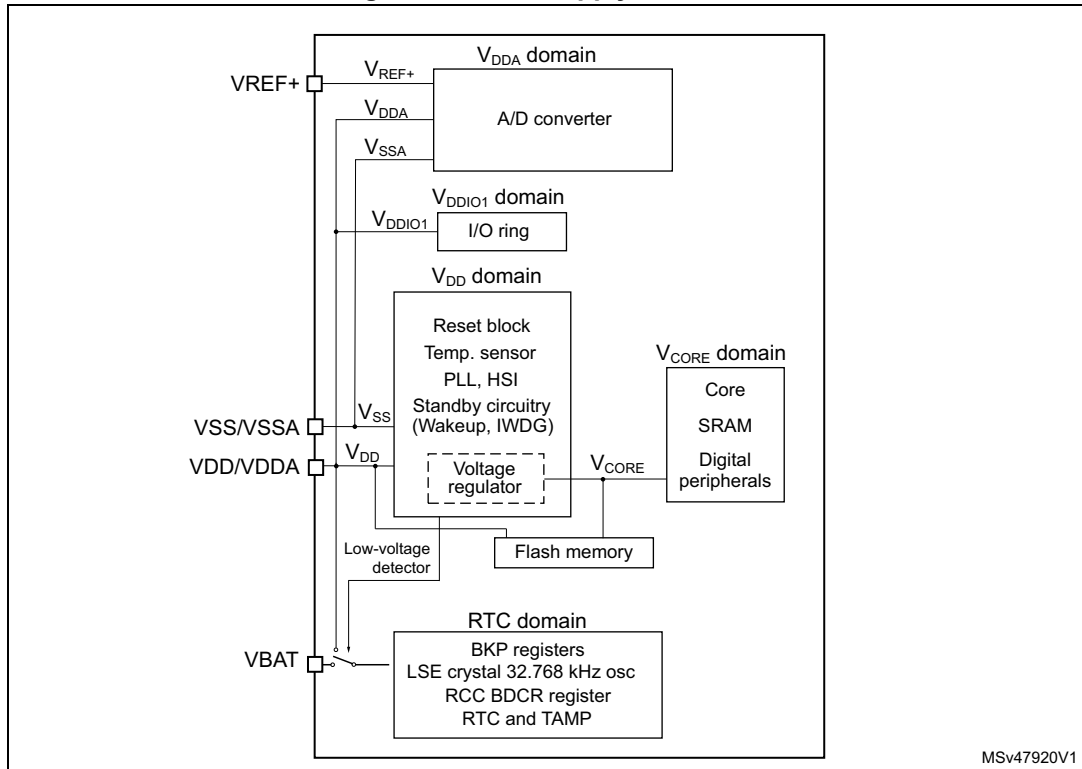 VREF+
VREF+
VDDA domain
A/D converter
VDDA
VSSA
VDDIO1 domain
VDDIO1
I/O ring
VDD domain
Reset block
Temp. sensor
PLL, HSI
Standby circuitry
(Wakeup, IWDG)
Voltage
regulator
VSS/VSSA
VSS
VDD/VDDA
VDD
VCORE
VCORE domain
Core
SRAM
Digital
peripherals
Flash memory
Low-voltage
detector
VBAT
RTC domain
BKP registers
LSE crystal 32.768 kHz osc
RCC BDCR register
RTC and TAMP
MSv47920V1